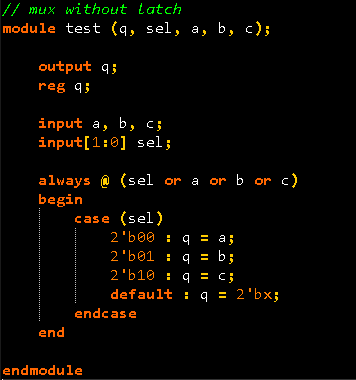 // mux without latch
module test (q, sel, a, b, c);
output q;
reg q;
input a, b, c;
input[1:0] sel;
always @ (sel or a or b or c)
begin
case (sel)
2'b00 : q = a;
2'b01 : q = b;
2'b10 : q = c;
default : q = 2'bx;
endcase
end
endmodule